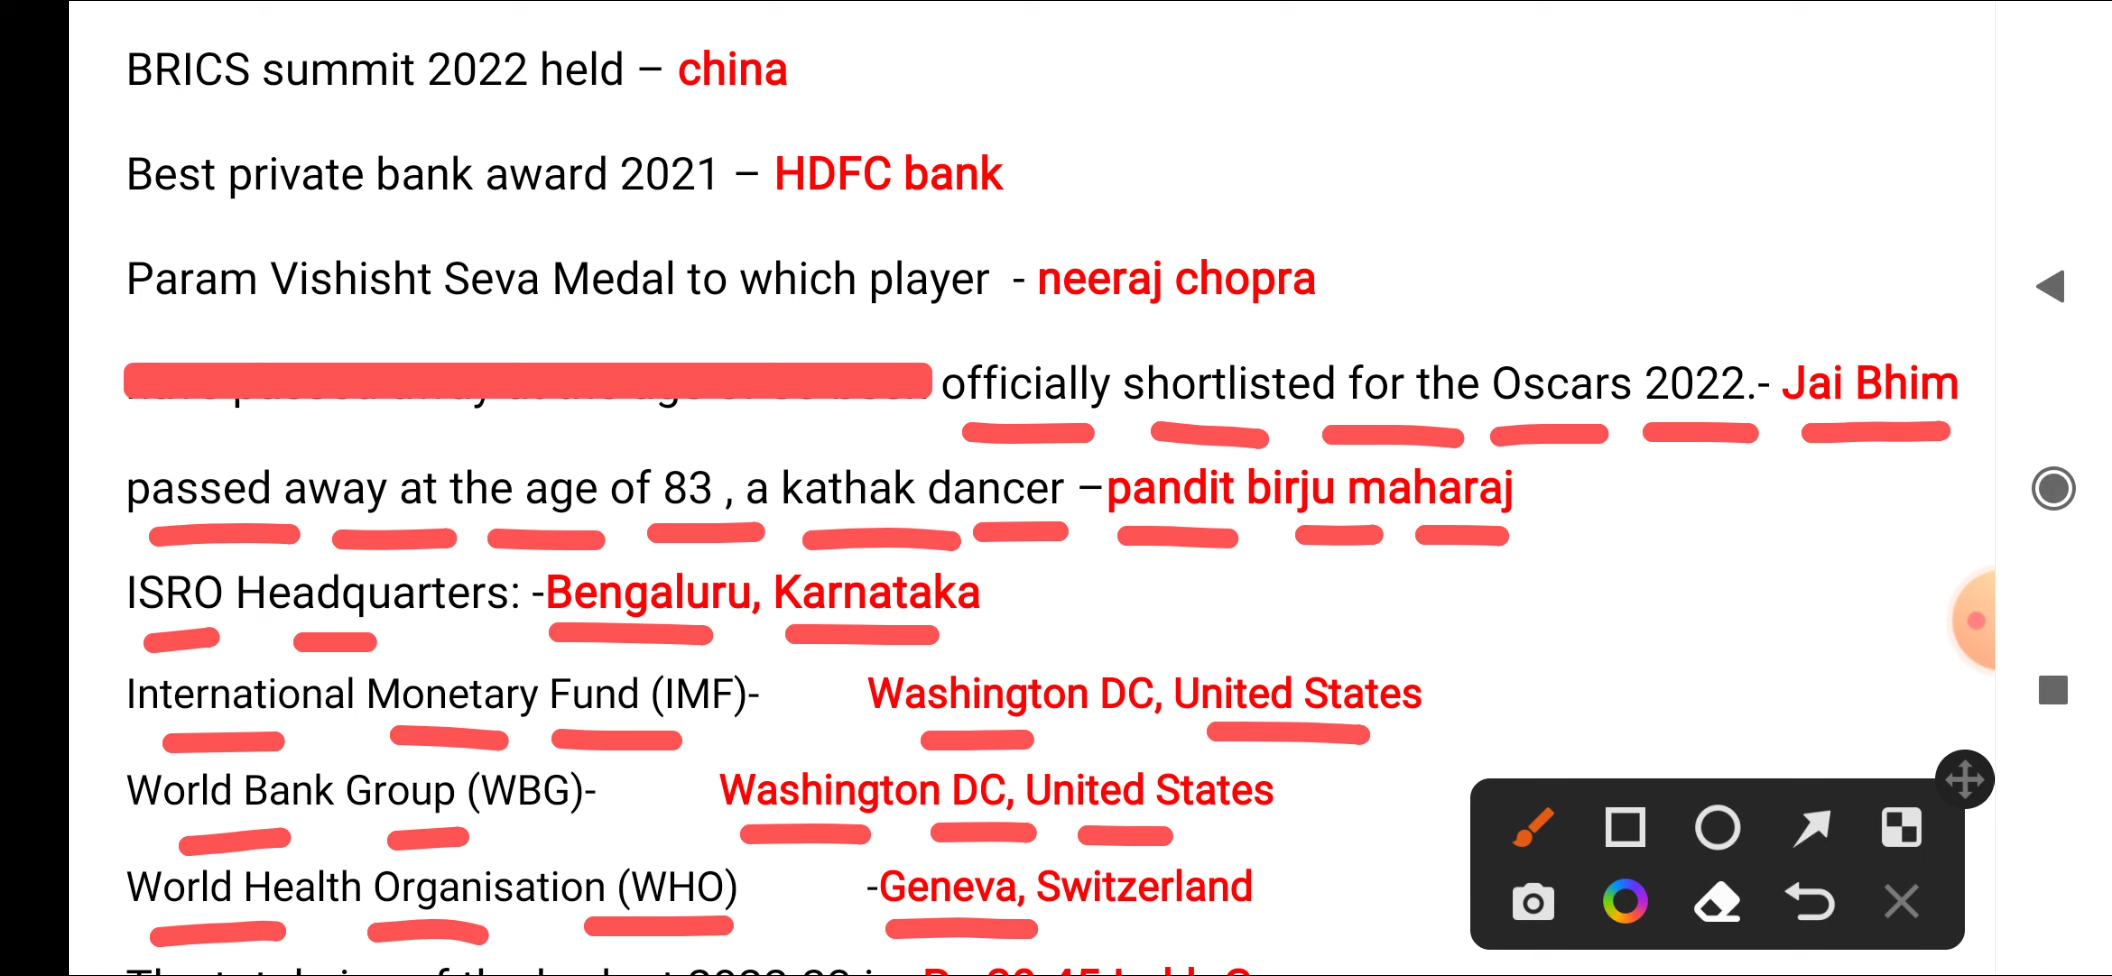 BRICS summit 2022 held – china
Best private bank award 2021 – HDFC bank
Param Vishisht Seva Medal to which player - neeraj chopra
officially shortlisted for the Oscars 2022.- Jai Bhim
passed away at the age of 83 , a kathak dancer –pandit birju maharaj
ISRO Headquarters: -Bengaluru, Karnataka
International Monetary Fund (IMF)- Washington DC, United States
World Bank Group (WBG)- Washington DC, United States
World Health Organisation (WHO) -Geneva, Switzerland